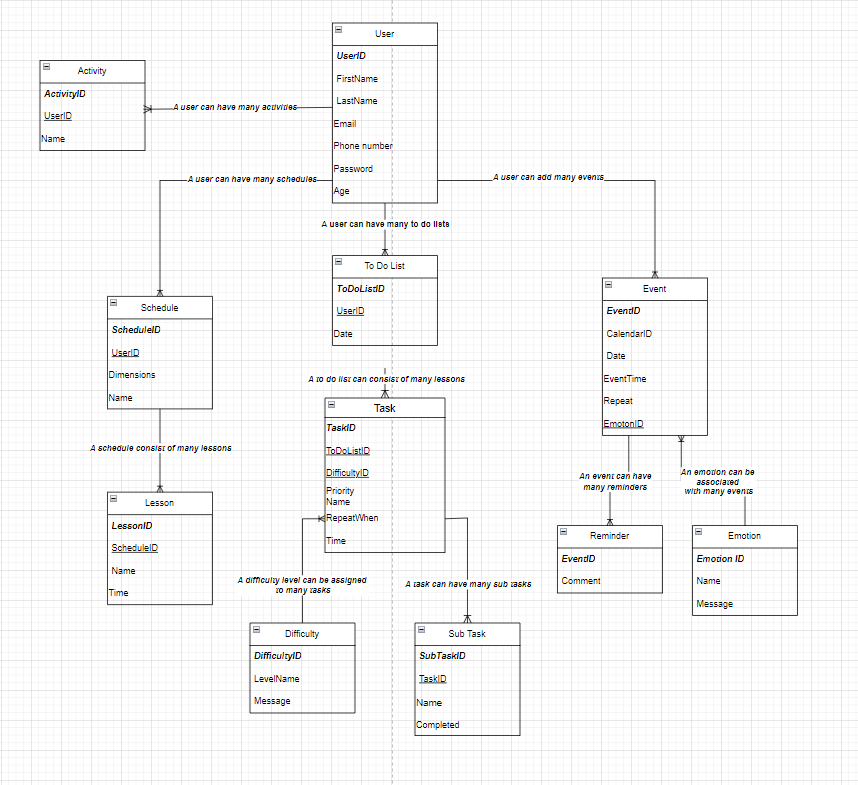 User
UserID
FirstName
LastName
Email
Phone number
Password
Age
Activity
ActivityID
UserID
Name
A user can have many activities
A user can have many schedules
A user can add many events
A user can have many to do lists
To Do List
ToDoListID
UserID
Date
Event
EventID
CalendarID
Date
EventTime
Repeat
EmotonID
Schedule
ScheduleID
UserID
Dimensions
Name
A to do list can consist of many lessons
Task
TaskID
ToDoListID
DifficultyID
Priority
Name
RepeatWhen
Time
A schedule consist of many lessons
An event can have
many reminders
An emotion can be
associated
with many events
Lesson
LessonID
ScheduleID
Name
Time
Reminder
EventID
Comment
Emotion
Emotion ID
Name
Message
A difficulty level can be assigned
to many tasks
A task can have many sub tasks
Difficulty
DifficultyID
LevelName
Message
Sub Task
SubTaskID
TaskID
Name
Completed